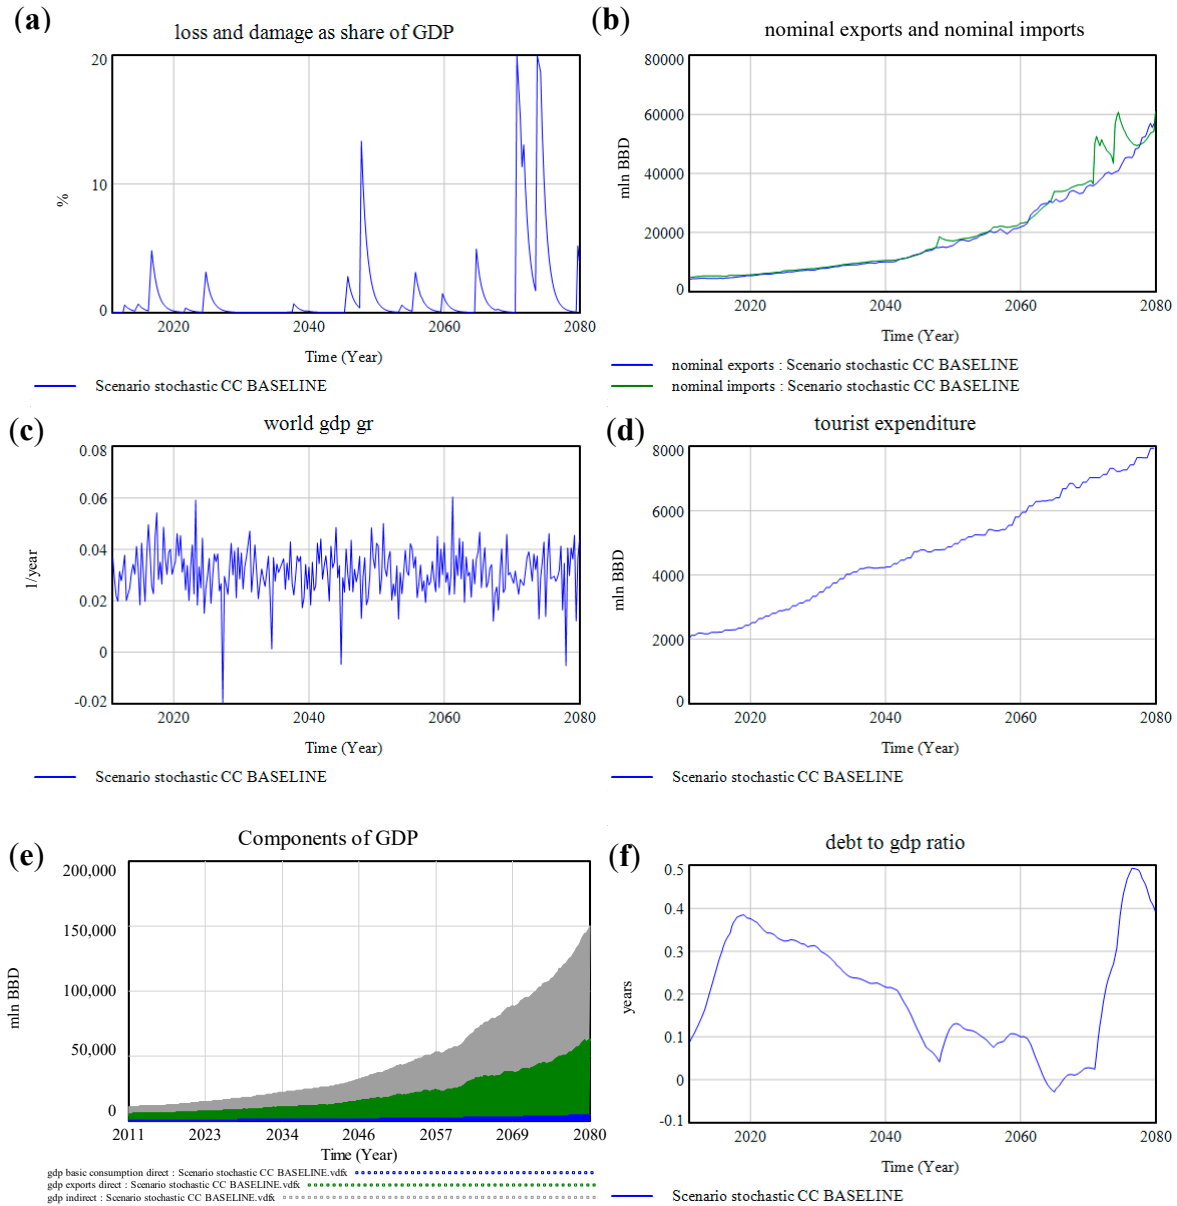 (a)
loss and damage as share of GDP
20
10
0
%
2020
2040
2060
2080
Time (Year)
Scenario stochastic CC BASELINE
(b)
nominal exports and nominal imports
80000
60000
40000
20000
0
mln BBD
2020
2040
2060
2080
Time (Year)
nominal exports : Scenario stochastic CC BASELINE
nominal imports : Scenario stochastic CC BASELINE
(c)
world gdp gr
0.08
0.06
0.04
0.02
0
-0.02
1/year
2020
2040
2060
2080
Time (Year)
Scenario stochastic CC BASELINE
(d)
tourist expenditure
8000
6000
4000
2000
0
mln BBD
2020
2040
2060
2080
Time (Year)
Scenario stochastic CC BASELINE
(e)
Components of GDP
200,000
150,000
100,000
50,000
0
mln BBD
2011
2023
2034
2046
2057
2069
2080
Time (Year)
gdp basic consumption direct : Scenario stochastic CC BASELINE.vdfx
gdp exports direct : Scenario stochastic CC BASELINE.vdfx
gdp indirect : Scenario stochastic CC BASELINE.vdfx
(f)
debt to gdp ratio
0.5
0.4
0.3
0.2
0.1
0
-0.1
years
2020
2040
2060
2080
Time (Year)
Scenario stochastic CC BASELINE